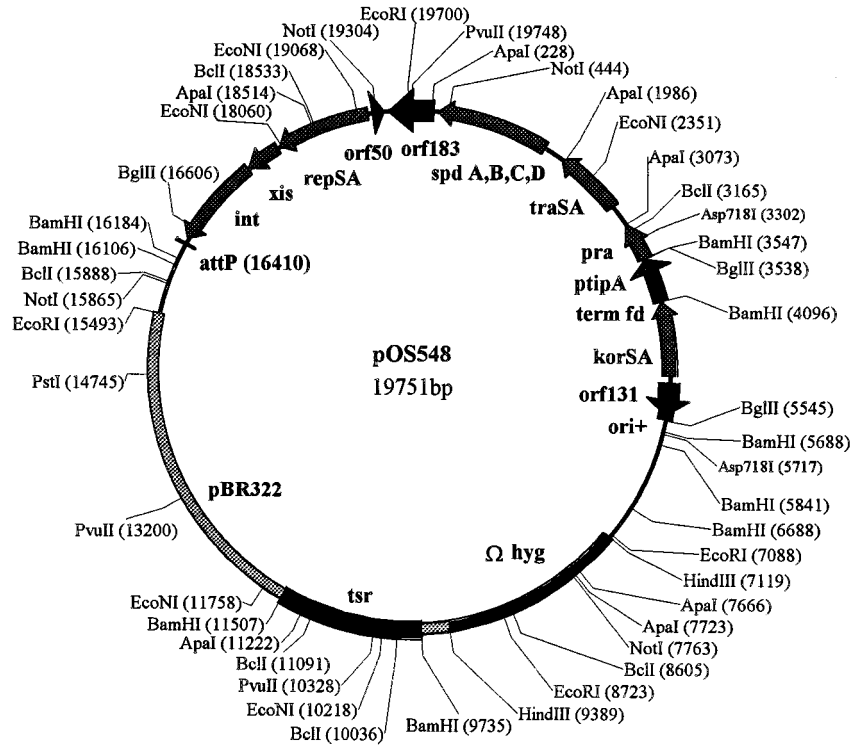 EcoRI (19700)
NotI (19304)
PvuII (19748)
EcoNI (19068)
ApaI (228)
BclI (18533)
NotI (444)
ApaI (18514)
ApaI (1986)
EcoNI (18060)
EcoNI (2351)
orf50
orf183
ApaI (3073)
BglII (16606)
repSA
spd A,B,C,D
BclI (3165)
xis
traSA
Asp718I (3302)
BamHI (16184)
int
BamHI (3547)
BamHI (16106)
attP (16410)
pra
BglII (3538)
BclI (15888)
ptipA
NotI (15865)
term fd
BamHI (4096)
EcoRI (15493)
pOS548
korSA
19751bp
PstI (14745)
orf131
BglII (5545)
ori+
BamHI (5688)
Asp718I (5717)
pBR322
BamHI (5841)
PvuII (13200)
BamHI (6688)
Ω hyg
EcoRI (7088)
HindIII (7119)
tsr
ApaI (7666)
EcoNI (11758)
ApaI (7723)
BamHI (11507)
NotI (7763)
ApaI (11222)
BclI (8605)
BclI (11091)
EcoRI (8723)
PvuII (10328)
HindIII (9389)
EcoNI (10218)
BamHI (9735)
BclI (10036)